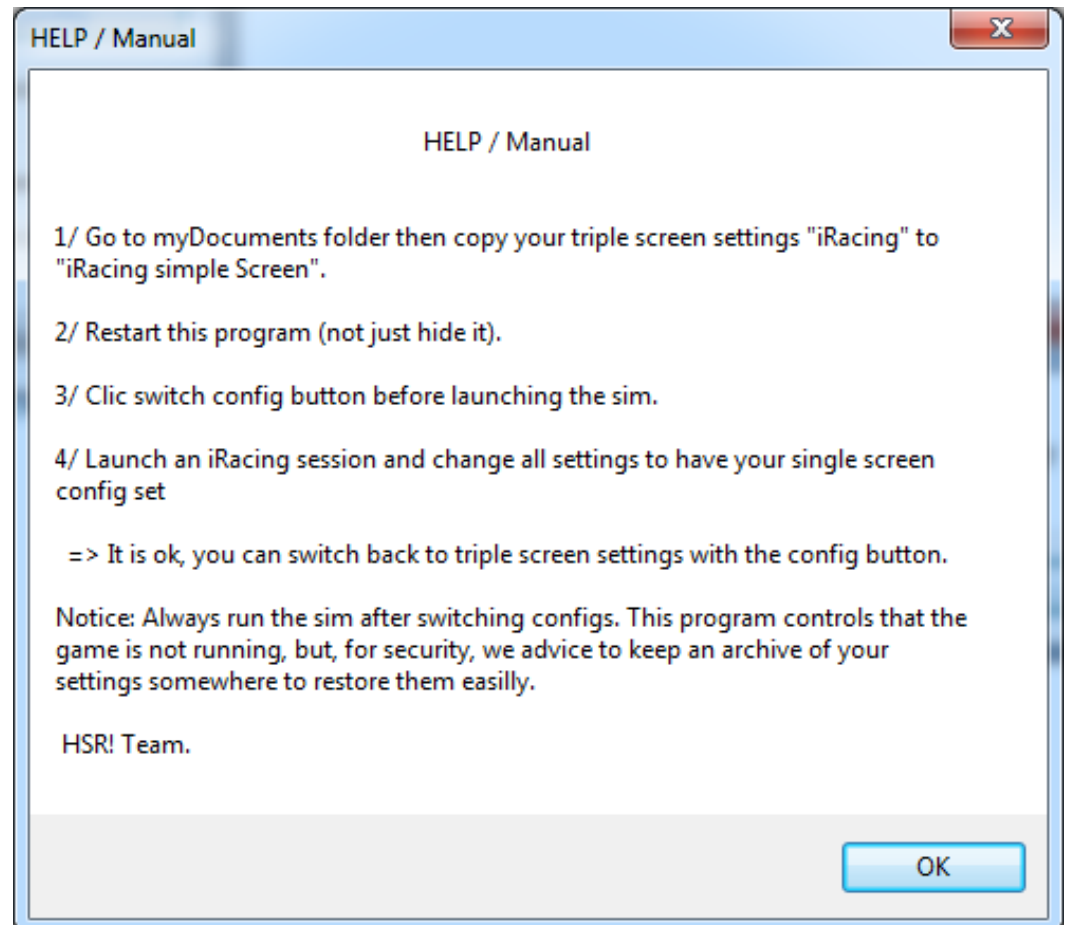 HELP / Manual
HELP / Manual
1/ Go to myDocuments folder then copy your triple screen settings "iRacing" to
"iRacing simple Screen".
2/ Restart this program (not just hide it).
3/ Clic switch config button before launching the sim.
4/ Launch an iRacing session and change all settings to have your single screen
config set
=> It is ok, you can switch back to triple screen settings with the config button.
Notice: Always run the sim after switching configs. This program controls that the
game is not running, but, for security, we advice to keep an archive of your
settings somewhere to restore them easilly.
HSR! Team.
OK